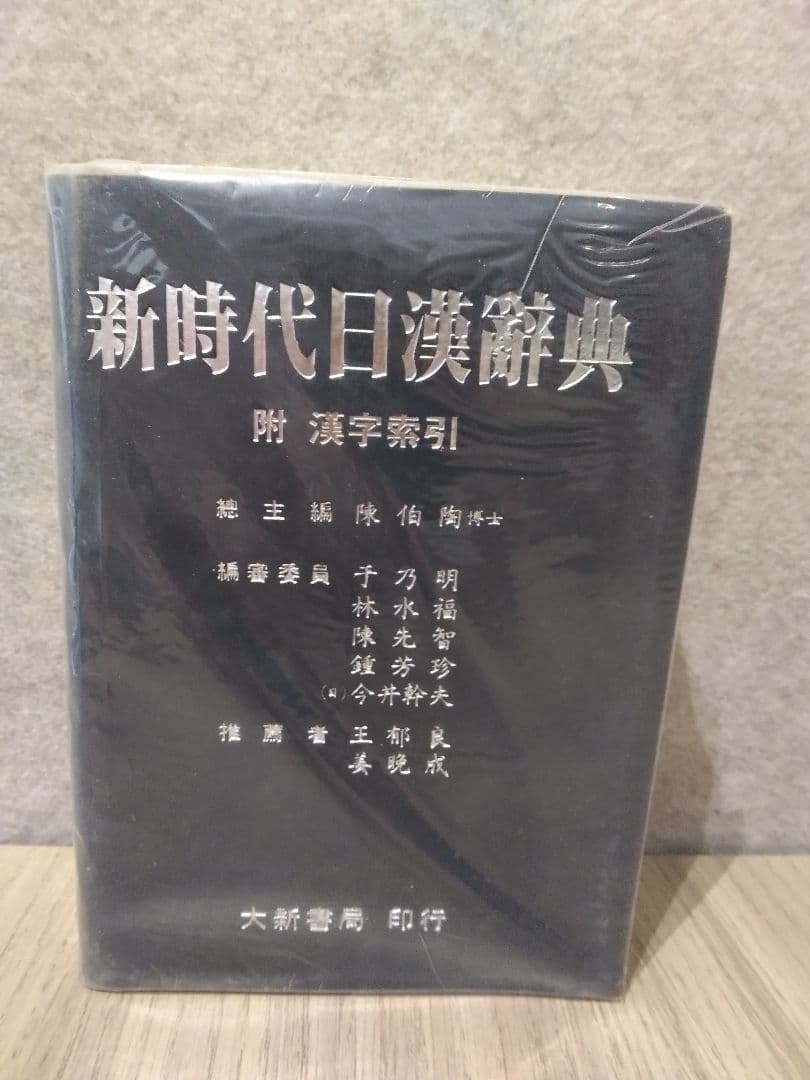 新時代日漢辭典
附 漢字索引
總主編 陳伯陶博士
編審委員 于乃明
林水福
陳先智
鍾芳珍
(日)今井幹夫
推薦者 王郁良
姜晚成
大新書局 印行